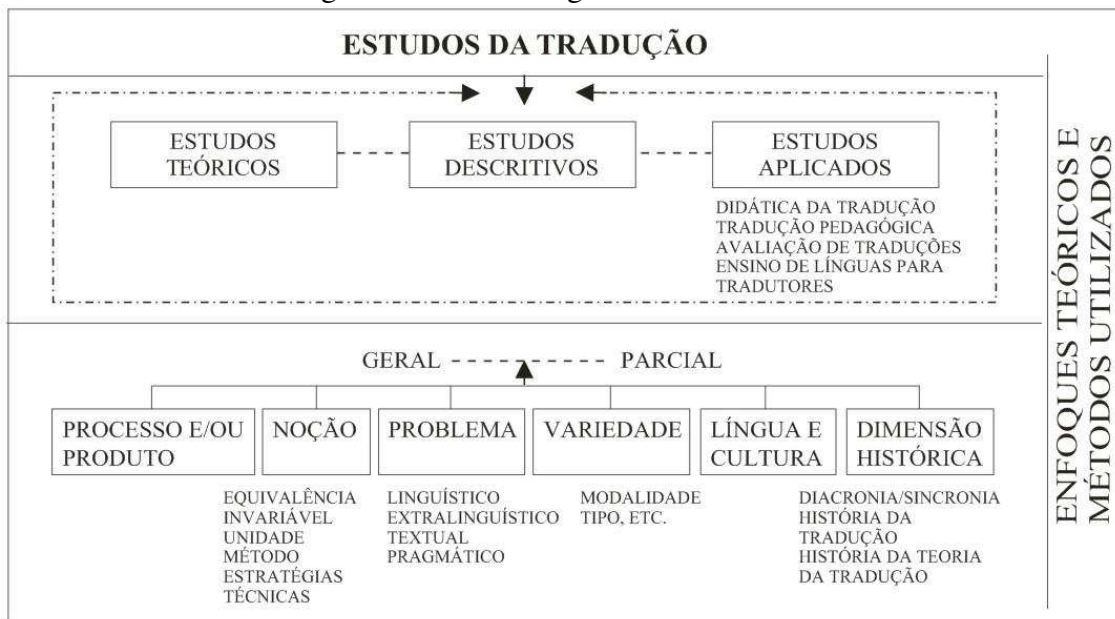 ESTUDOS DA TRADUÇÃO
ESTUDOS
TEÓRICOS
ESTUDOS
DESCRITIVOS
ESTUDOS
APLICADOS
DIDÁTICA DA TRADUÇÃO
TRADUÇÃO PEDAGÓGICA
AVALIAÇÃO DE TRADUÇÕES
ENSINO DE LÍNGUAS PARA
TRADUTORES
GERAL
PARCIAL
PROCESSO E/OU
PRODUTO
NOÇÃO
EQUIVALÊNCIA
INVARIÁVEL
UNIDADE
MÉTODO
ESTRATÉGIAS
TÉCNICAS
PROBLEMA
LINGUÍSTICO
EXTRALINGUÍSTICO
TEXTUAL
PRAGMÁTICO
VARIEDADE
MODALIDADE
TIPO, ETC.
LÍNGUA E
CULTURA
DIMENSÃO
HISTÓRICA
DIACRONIA/SINCRONIA
HISTÓRIA DA
TRADUÇÃO
HISTÓRIA DA TEORIA
DA TRADUÇÃO
ENFOQUES TEÓRICOS E
MÉTODOS UTILIZADOS